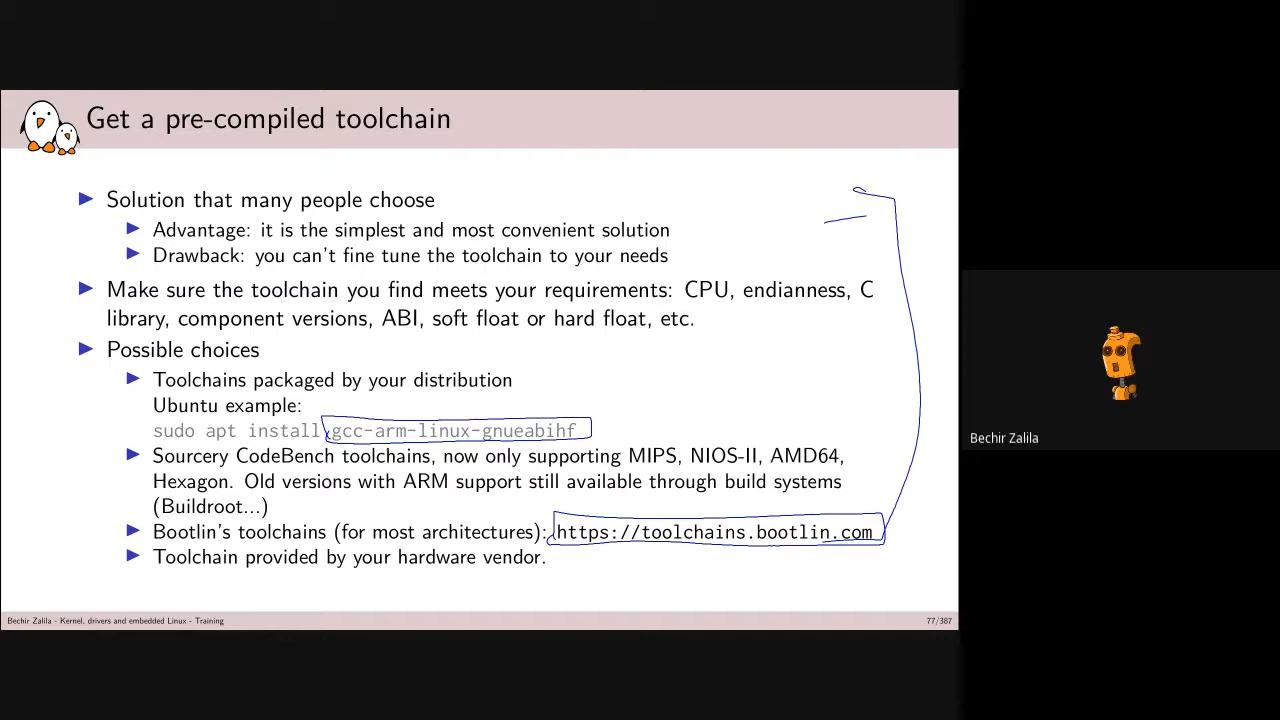 Get a pre-compiled toolchain
Solution that many people choose
Advantage: it is the simplest and most convenient solution
Drawback: you can't fine tune the toolchain to your needs
Make sure the toolchain you find meets your requirements: CPU, endianness, C
library, component versions, ABI, soft float or hard float, etc.
Possible choices
Toolchains packaged by your distribution
Ubuntu example:
sudo apt install gcc-arm-linux-gnueabihf
Sourcery CodeBench toolchains, now only supporting MIPS, NIOS-II, AMD64,
Hexagon. Old versions with ARM support still available through build systems
(Buildroot...)
Bootlin's toolchains (for most architectures): https://toolchains.bootlin.com
Toolchain provided by your hardware vendor.
Bechir Zalila - Kernel, drivers and embedded Linux - Training
77/387
Bechir Zalila